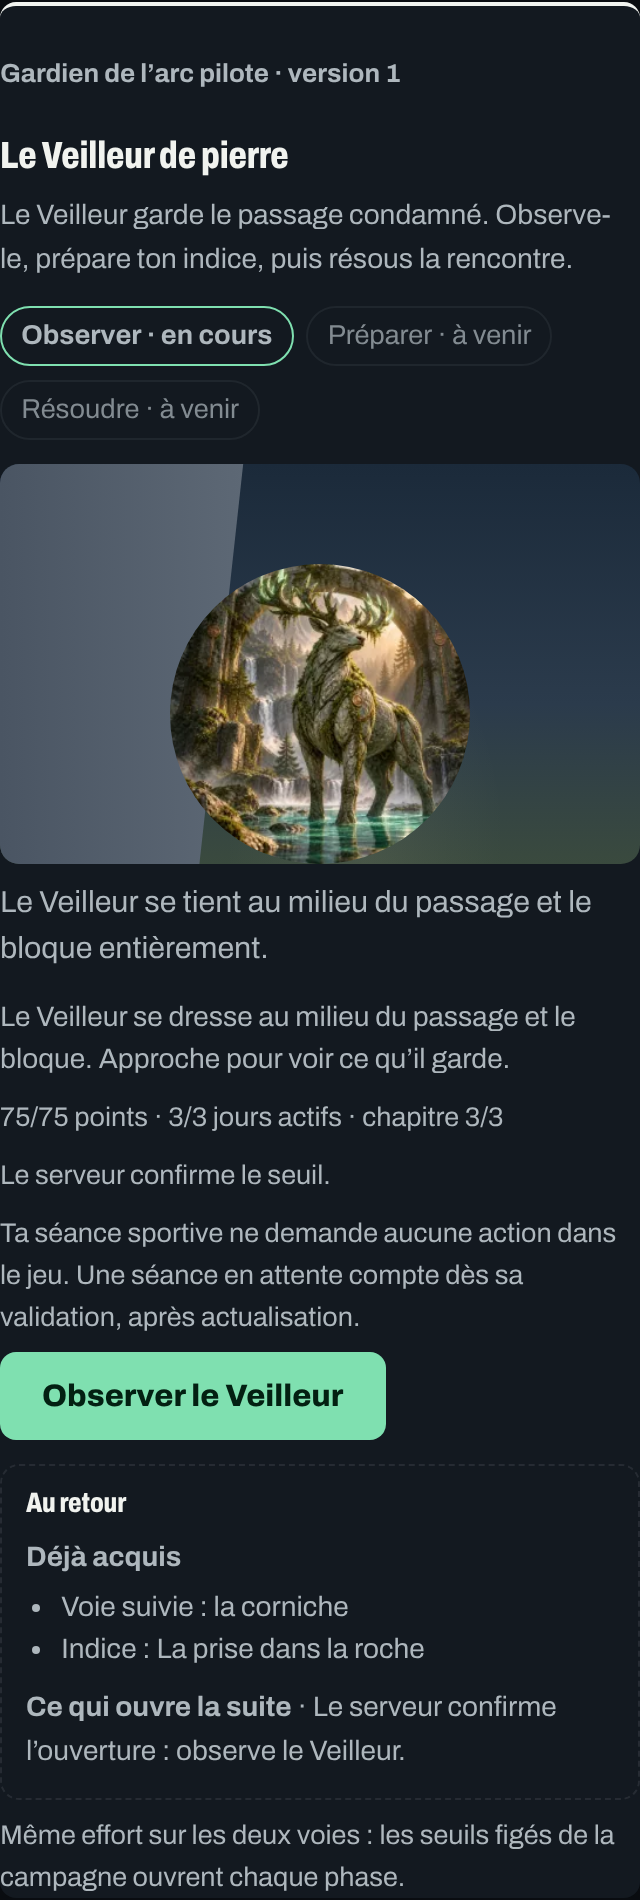 Gardien de l’arc pilote · version 1
Le Veilleur de pierre
Le Veilleur garde le passage condamné. Observe-
le, prépare ton indice, puis résous la rencontre.
Observer · en cours
Préparer · à venir
Résoudre · à venir
Le Veilleur se tient au milieu du passage et le
bloque entièrement.
Le Veilleur se dresse au milieu du passage et le
bloque. Approche pour voir ce qu’il garde.
75/75 points · 3/3 jours actifs · chapitre 3/3
Le serveur confirme le seuil.
Ta séance sportive ne demande aucune action dans
le jeu. Une séance en attente compte dès sa
validation, après actualisation.
Observer le Veilleur
Au retour
Déjà acquis
• Voie suivie : la corniche
• Indice : La prise dans la roche
Ce qui ouvre la suite · Le serveur confirme
l’ouverture : observe le Veilleur.
Même effort sur les deux voies : les seuils figés de la
campagne ouvrent chaque phase.